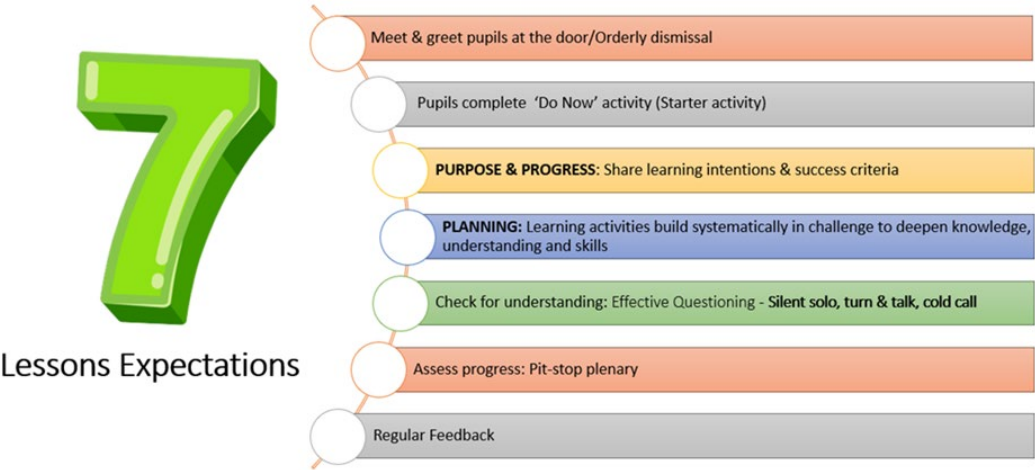 7
Lessons Expectations
Meet & greet pupils at the door/Orderly dismissal
Pupils complete ‘Do Now’ activity (Starter activity)
PURPOSE & PROGRESS: Share learning intentions & success criteria
PLANNING: Learning activities build systematically in challenge to deepen knowledge,
understanding and skills
Check for understanding: Effective Questioning - Silent solo, turn & talk, cold call
Assess progress: Pit-stop plenary
Regular Feedback